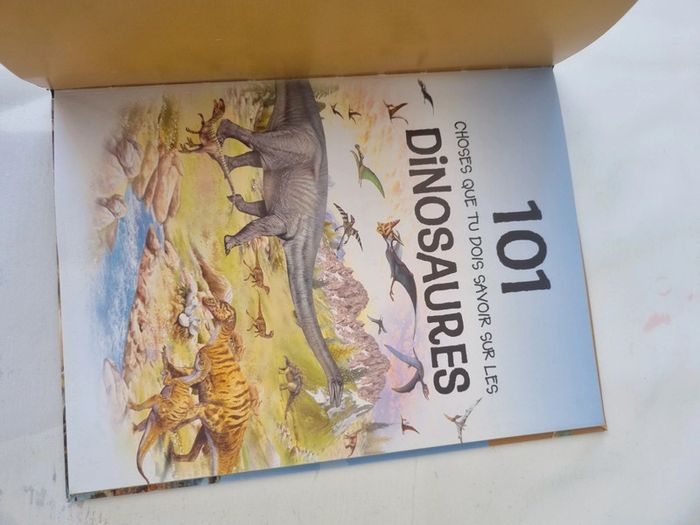 101
CHOSES QUE TU DOIS SAVOIR SUR LES
DiNOSAURES